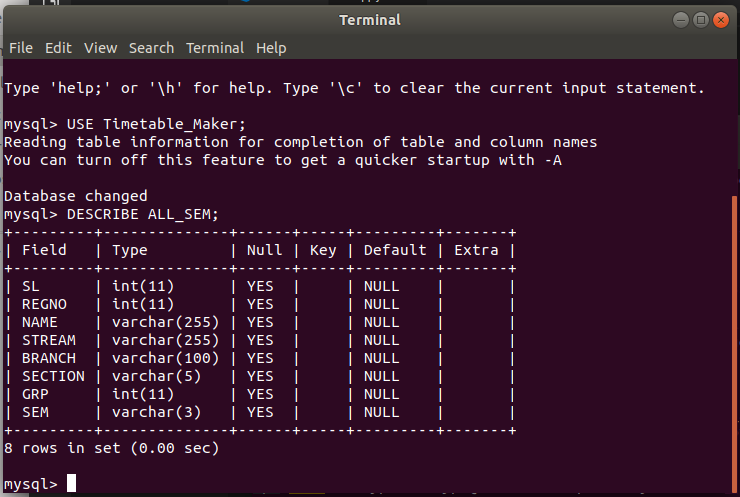 Terminal
File Edit View Search Terminal Help
Type 'help;' or '\h' for help. Type '\c' to clear the current input statement.
mysql> USE Timetable_Maker;
Reading table information for completion of table and column names
You can turn off this feature to get a quicker startup with -A
Database changed
mysql> DESCRIBE ALL_SEM;
+---------+--------------+------+-----+---------+-------+
| Field   | Type         | Null | Key | Default | Extra |
+---------+--------------+------+-----+---------+-------+
| SL      | int(11)      | YES  |     | NULL    |       |
| REGNO   | int(11)      | YES  |     | NULL    |       |
| NAME    | varchar(255) | YES  |     | NULL    |       |
| STREAM  | varchar(255) | YES  |     | NULL    |       |
| BRANCH  | varchar(100) | YES  |     | NULL    |       |
| SECTION | varchar(5)   | YES  |     | NULL    |       |
| GRP     | int(11)      | YES  |     | NULL    |       |
| SEM     | varchar(3)   | YES  |     | NULL    |       |
+---------+--------------+------+-----+---------+-------+
8 rows in set (0.00 sec)
mysql>